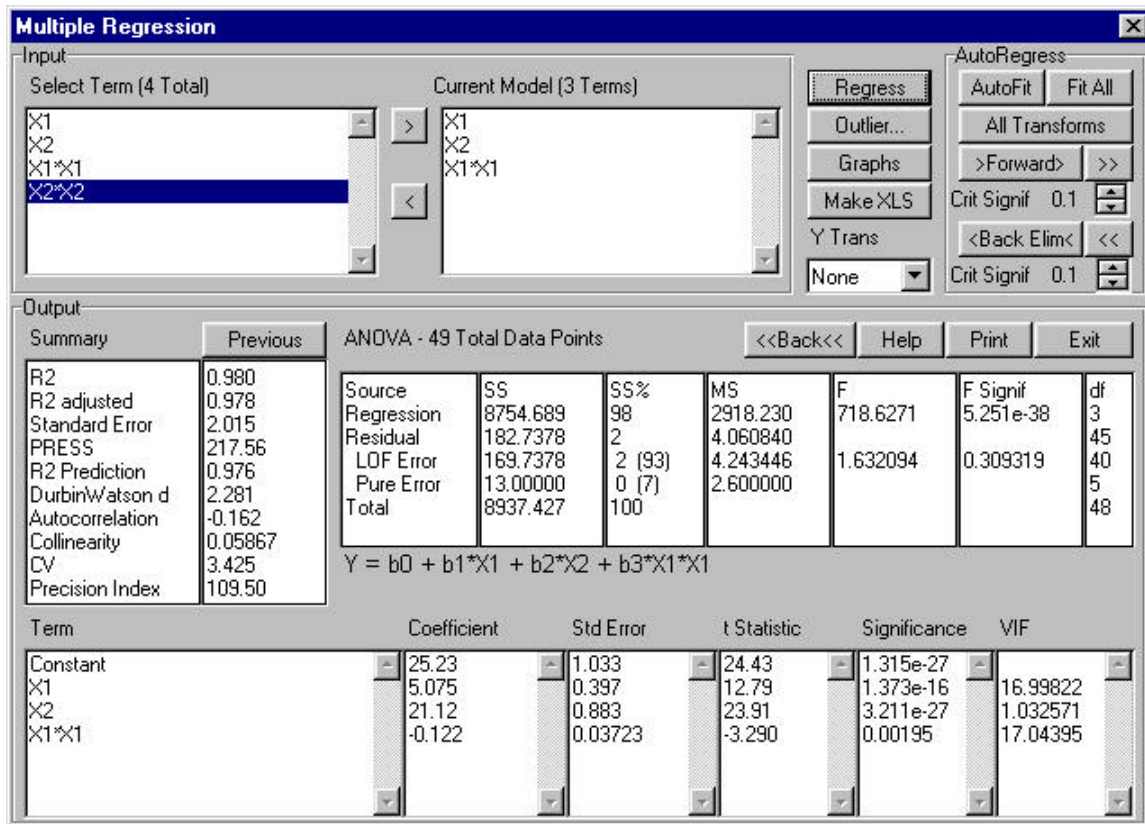 Multiple Regression
Input
AutoRegress
Select Term (4 Total)
Current Model (3 Terms)
X1
X2
X1*X1
X2*X2
>
<
X1
X2
X1*X1
Regress
Outlier...
Graphs
Make XLS
Y Trans
None
AutoFit Fit All
All Transforms
>Forward> >>
Crit Signif 0.1
<Back Elim< <<
Crit Signif 0.1
Output
Summary Previous
R2 0.980
R2 adjusted 0.978
Standard Error 2.015
PRESS 217.56
R2 Prediction 0.976
DurbinWatson d 2.281
Autocorrelation -0.162
Collinearity 0.05867
CV 3.425
Precision Index 109.50
ANOVA - 49 Total Data Points <<Back<< Help Print Exit
Source SS SS% MS F F Signif df
Regression 8754.689 98 2918.230 718.6271 5.251e-38 3
Residual 182.7378 2 4.060840 45
LOF Error 169.7378 2 (93) 4.243446 1.632094 0.309319 40
Pure Error 13.00000 0 (7) 2.600000 5
Total 8937.427 100 48
Y = b0 + b1*X1 + b2*X2 + b3*X1*X1
Term Coefficient Std Error t Statistic Significance VIF
Constant 25.23 1.033 24.43 1.315e-27
X1 5.075 0.397 12.79 1.373e-16 16.99822
X2 21.12 0.883 23.91 3.211e-27 1.032571
X1*X1 -0.122 0.03723 -3.290 0.00195 17.04395